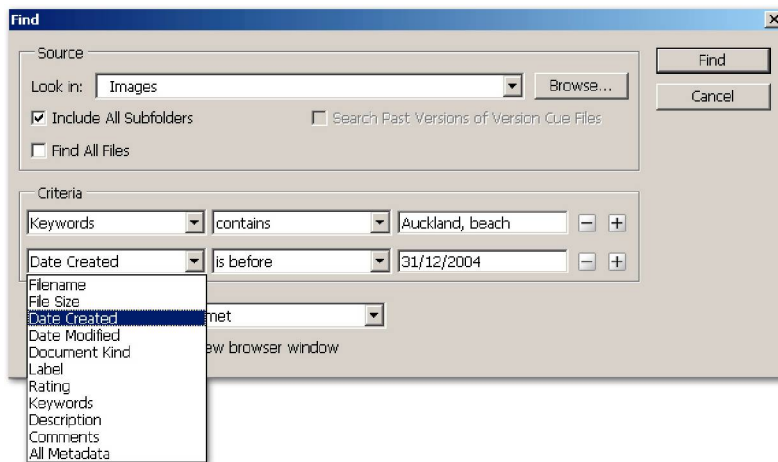 Find
Source
Look in: Images Browse...
Include All Subfolders Search Past Versions of Version Cue Files
Find All Files
Find
Cancel
Criteria
Keywords contains Auckland, beach
Date Created is before 31/12/2004
Filename
File Size
Date Created
Date Modified
Document Kind
Label
Rating
Keywords
Description
Comments
All Metadata
met
browser window